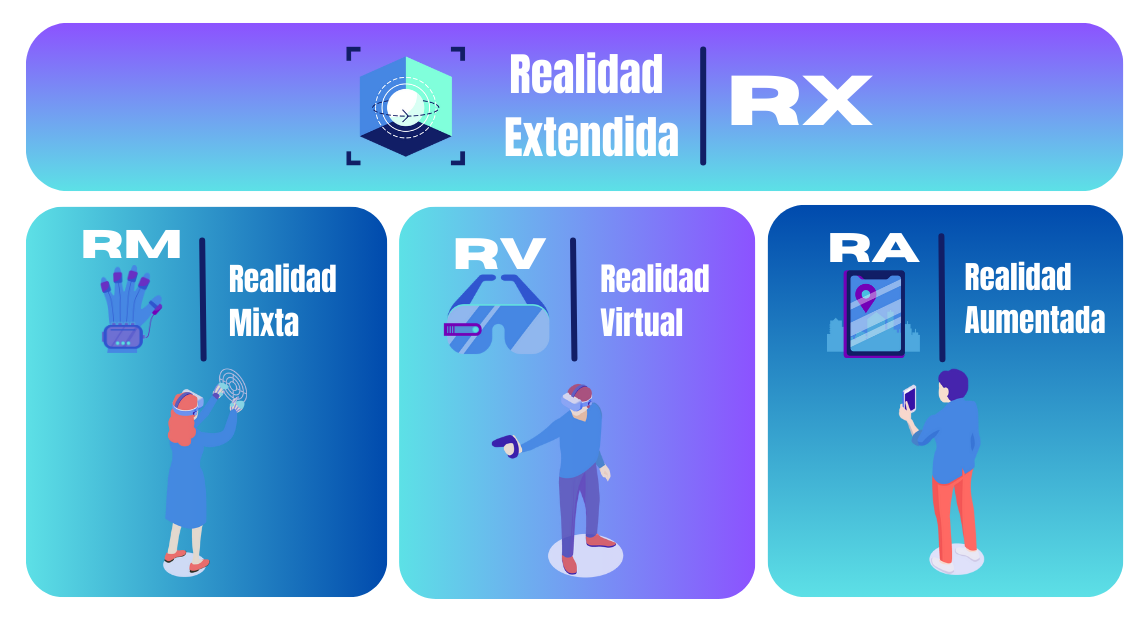 Realidad
Extendida
RX
RM
Realidad
Mixta
RV
Realidad
Virtual
RA
Realidad
Aumentada